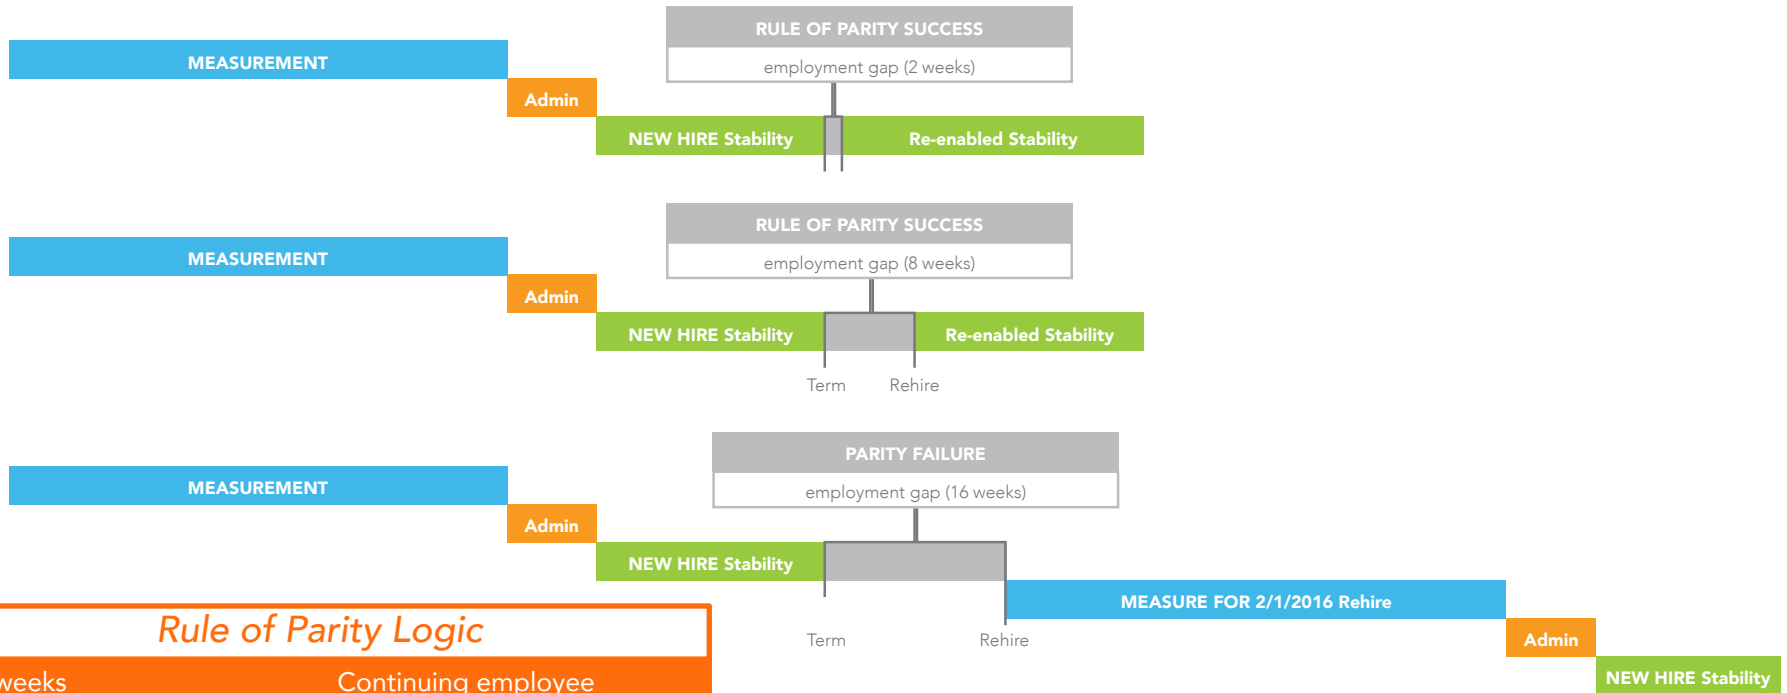 RULE OF PARITY SUCCESS
MEASUREMENT
employment gap (2 weeks)
Admin
NEW HIRE Stability
Re-enabled Stability
RULE OF PARITY SUCCESS
MEASUREMENT
employment gap (8 weeks)
Admin
NEW HIRE Stability
Re-enabled Stability
Term
Rehire
PARITY FAILURE
MEASUREMENT
employment gap (16 weeks)
Admin
NEW HIRE Stability
MEASURE FOR 2/1/2016 Rehire
Term
Rehire
Admin
NEW HIRE Stability
Rule of Parity Logic
weeks
Continuing employee